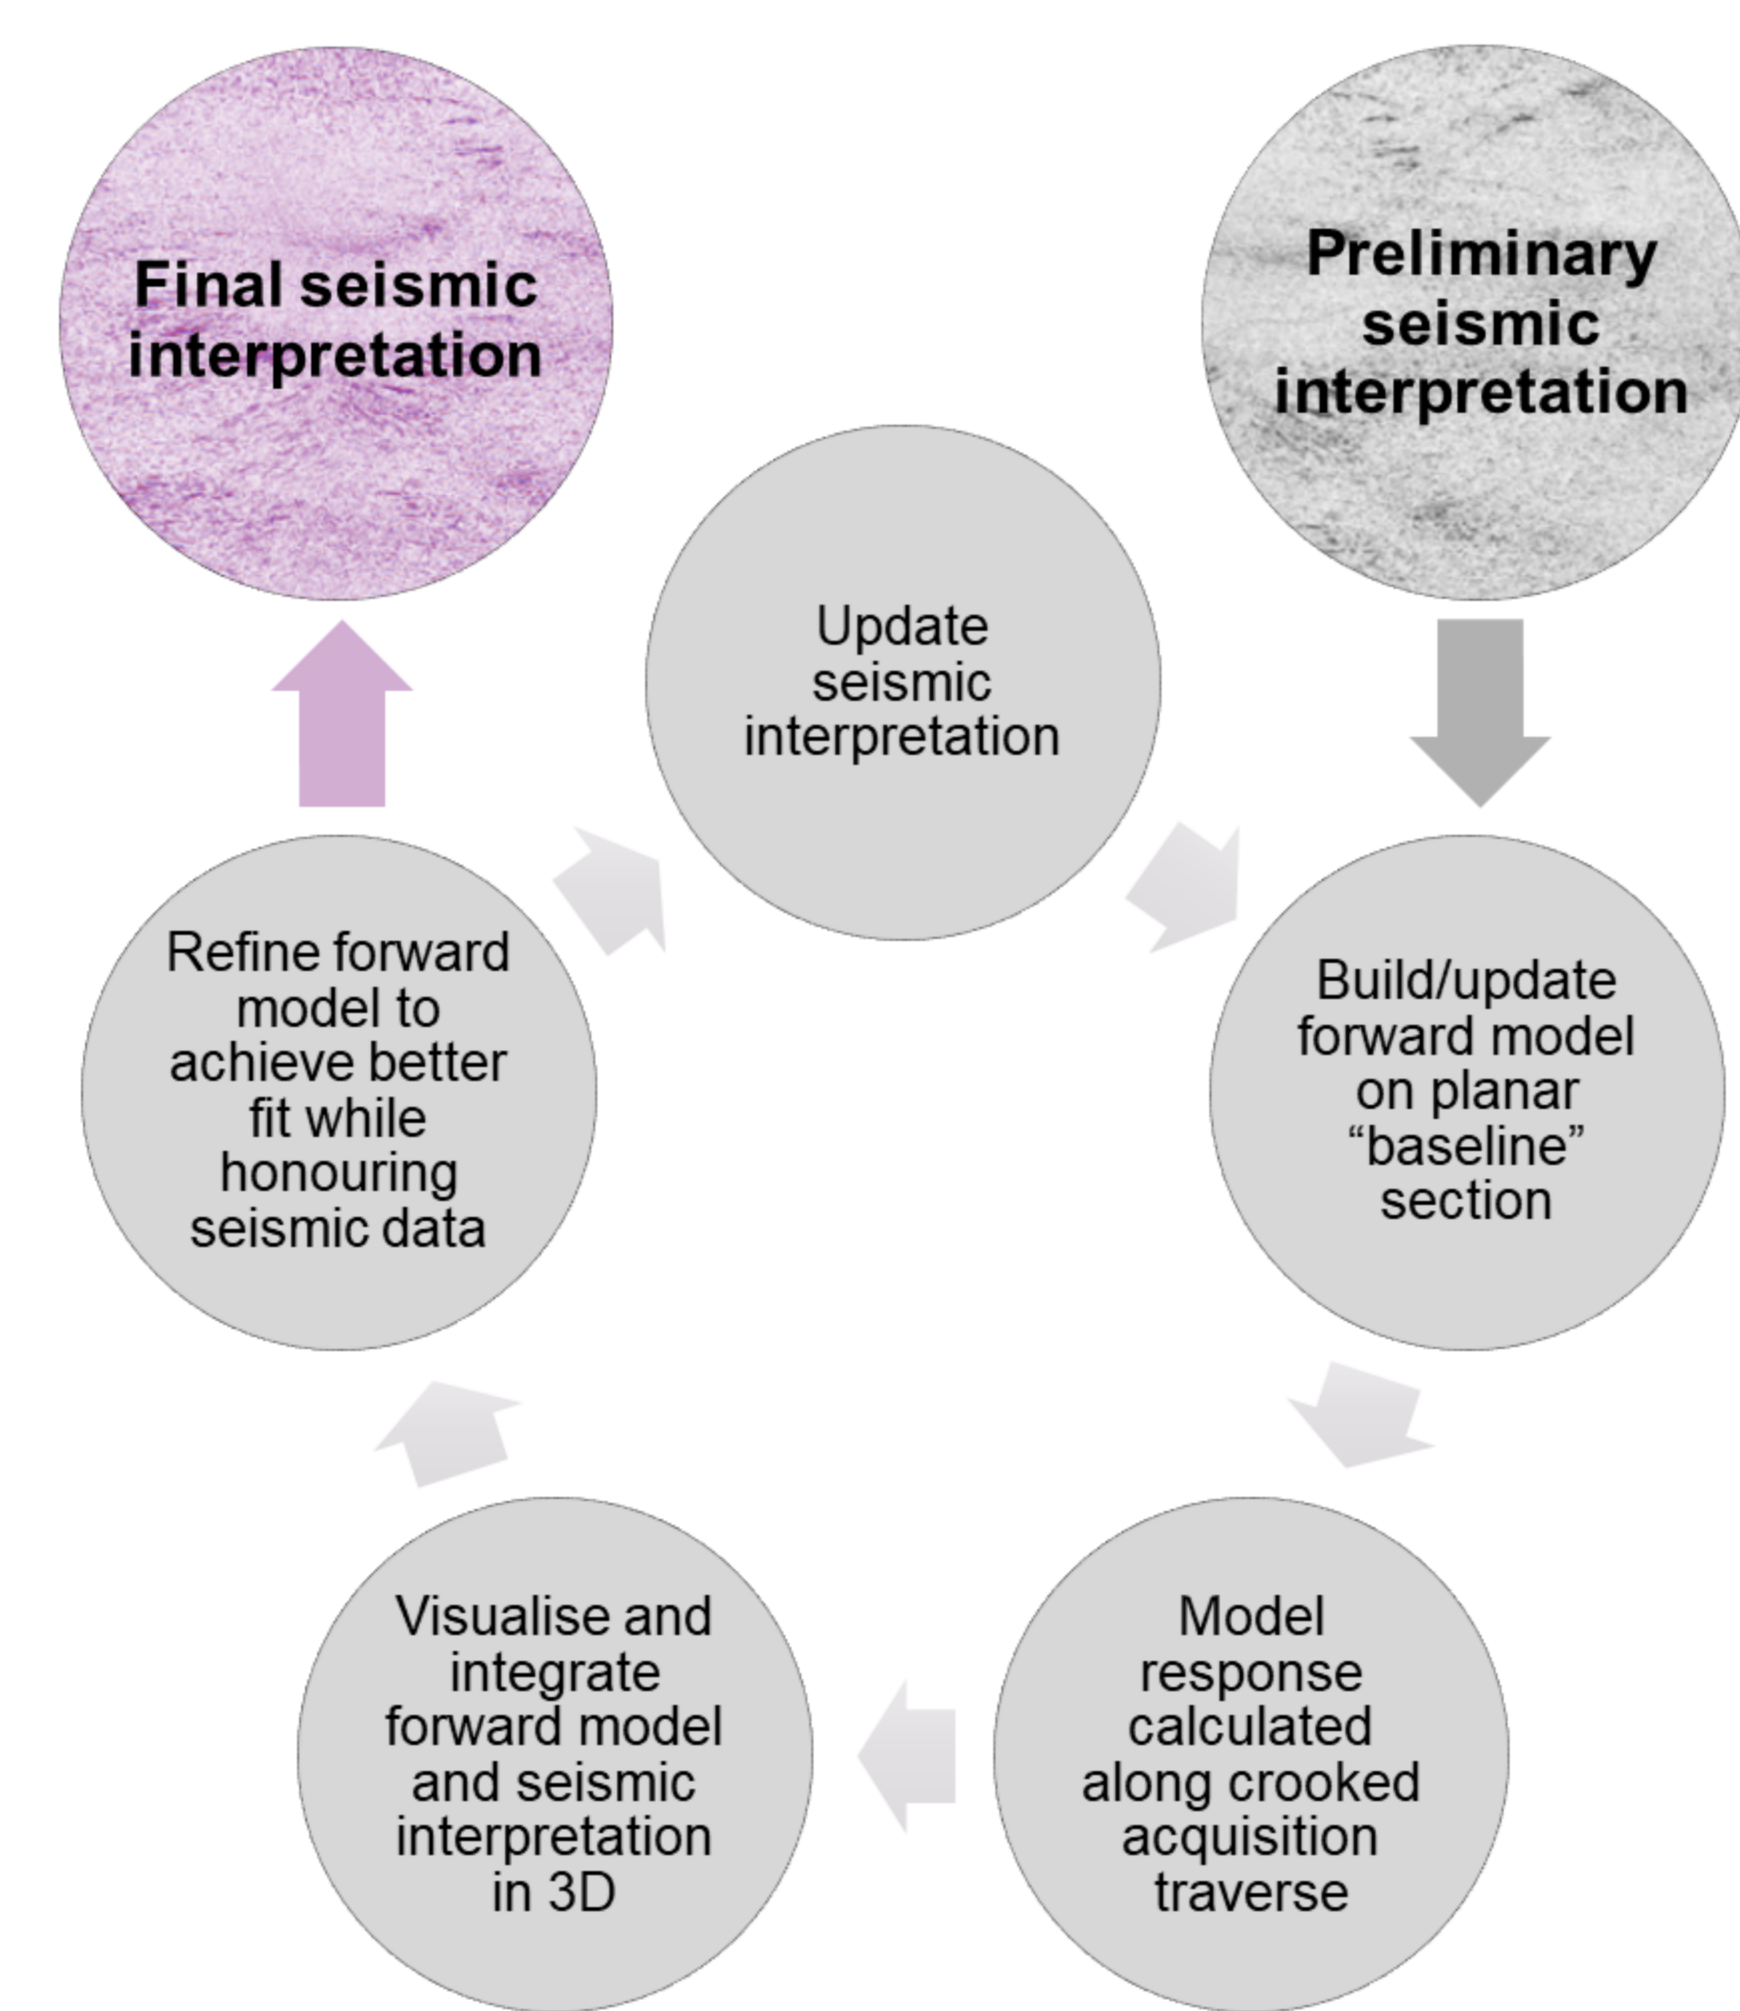 Final seismic
interpretation
Preliminary
seismic
interpretation
Update
seismic
interpretation
Refine forward
model to
achieve better
fit while
honouring
seismic data
Build/update
forward model
on planar
“baseline”
section
Visualise and
integrate
forward model
and seismic
interpretation
in 3D
Model
response
calculated
along crooked
acquisition
traverse